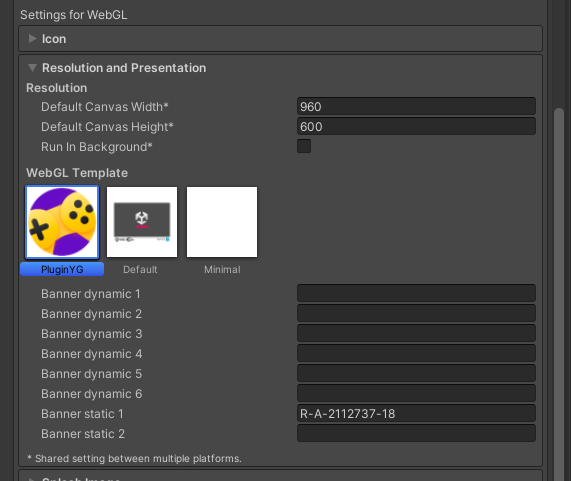 Settings for WebGL
Icon
Resolution and Presentation
Resolution
Default Canvas Width* 960
Default Canvas Height* 600
Run In Background*
WebGL Template
PluginYG Default Minimal
Banner dynamic 1
Banner dynamic 2
Banner dynamic 3
Banner dynamic 4
Banner dynamic 5
Banner dynamic 6
Banner static 1 R-A-2112737-18
Banner static 2
* Shared setting between multiple platforms.
Splash Image